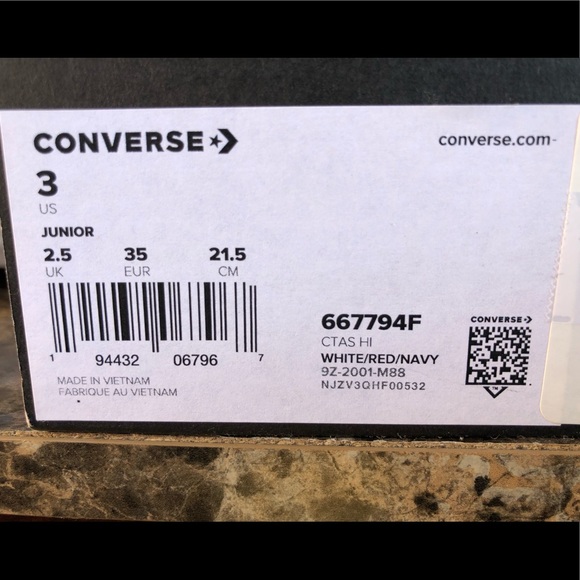 CONVERSE
converse.com
3
US
JUNIOR
2.5 35 21.5
UK EUR CM
1 94432 06796 7
MADE IN VIETNAM
FABRIQUE AU VIETNAM
667794F
CTAS HI
WHITE/RED/NAVY
9Z-2001-M88
NJZV3QHF00532
CONVERSE
TM